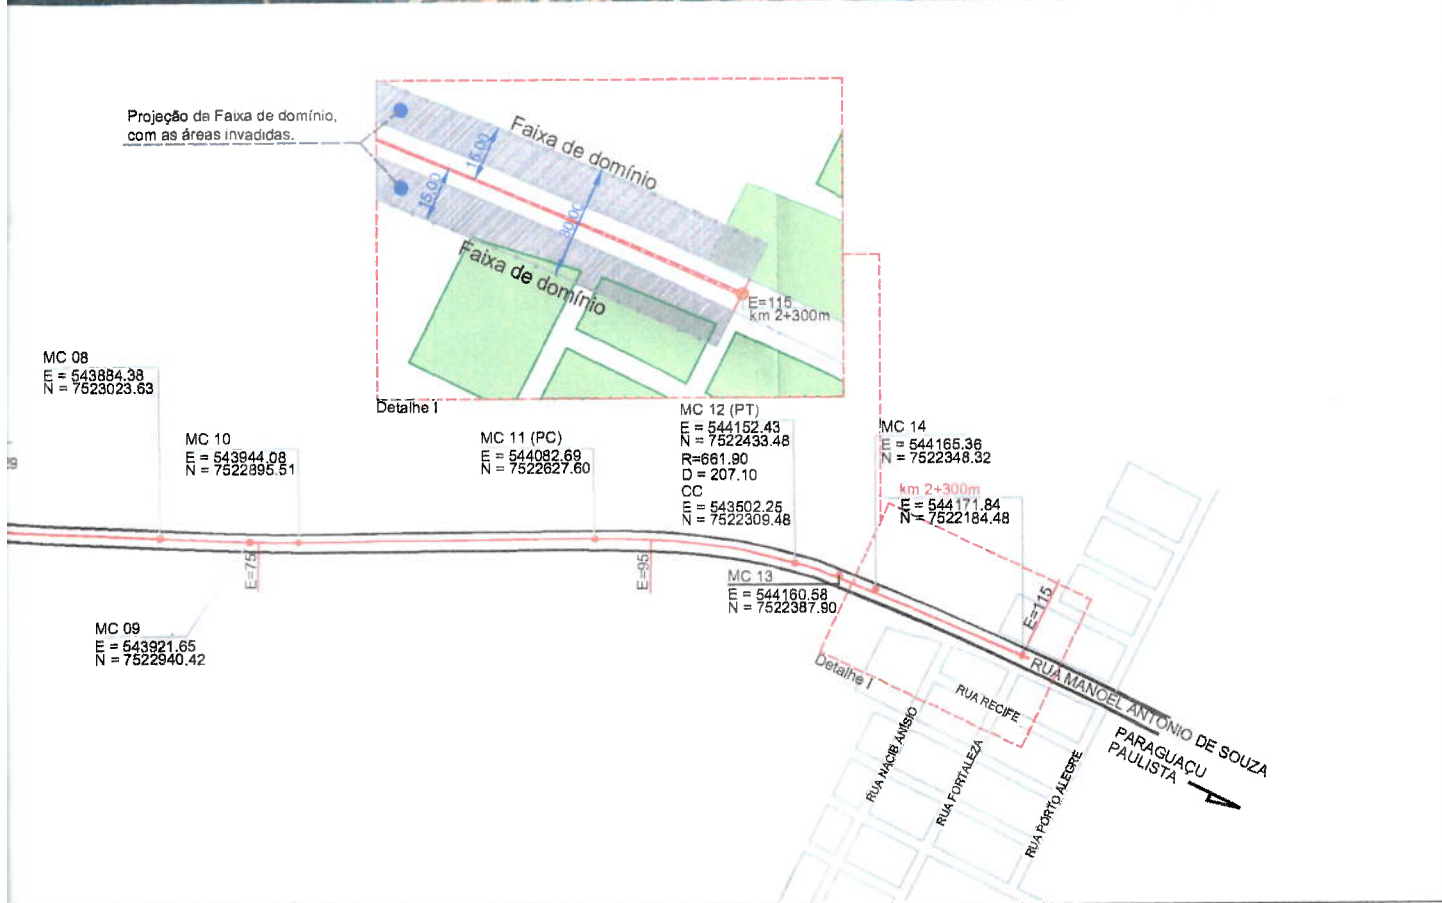 Projeção da Faixa de domínio,
com as áreas invadidas.
Faixa de domínio
15.00
15.00
30.00
Faixa de domínio
E=115
km 2+300m
Detalhe 1
MC 08
E = 543884.38
N = 7523023.63
MC 10
E = 543944.08
N = 7522895.51
MC 11 (PC)
E = 544082.69
N = 7522627.60
MC 12 (PT)
E = 544152.43
N = 7522433.48
R=661.90
D = 207.10
CC
E = 543502.25
N = 7522309.48
MC 14
E = 544165.36
N = 7522348.32
km 2+300m
E = 544171.84
N = 7522184.48
E=75
E=95
MC 13
E = 544160.58
N = 7522387.90
E=115
MC 09
E = 543921.65
N = 7522940.42
Detalhe 1
RUA MANOEL ANTÔNIO DE SOUZA
RUA RECIFE
RUA NACIB ANISIO
RUA FORTALEZA
RUA PORTO ALEGRE
PARAGUAÇU
PAULISTA